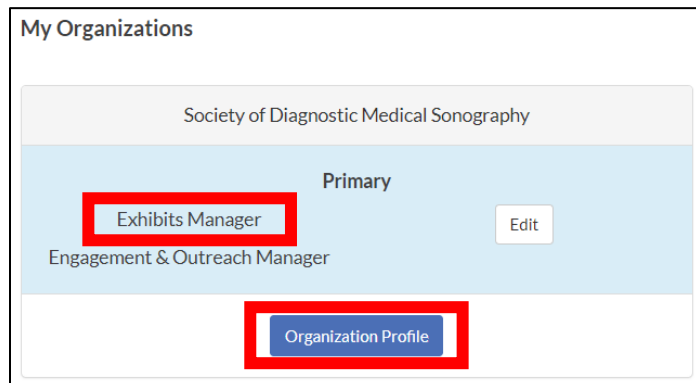 My Organizations
Society of Diagnostic Medical Sonography
Primary
Exhibits Manager
Edit
Engagement & Outreach Manager
Organization Profile